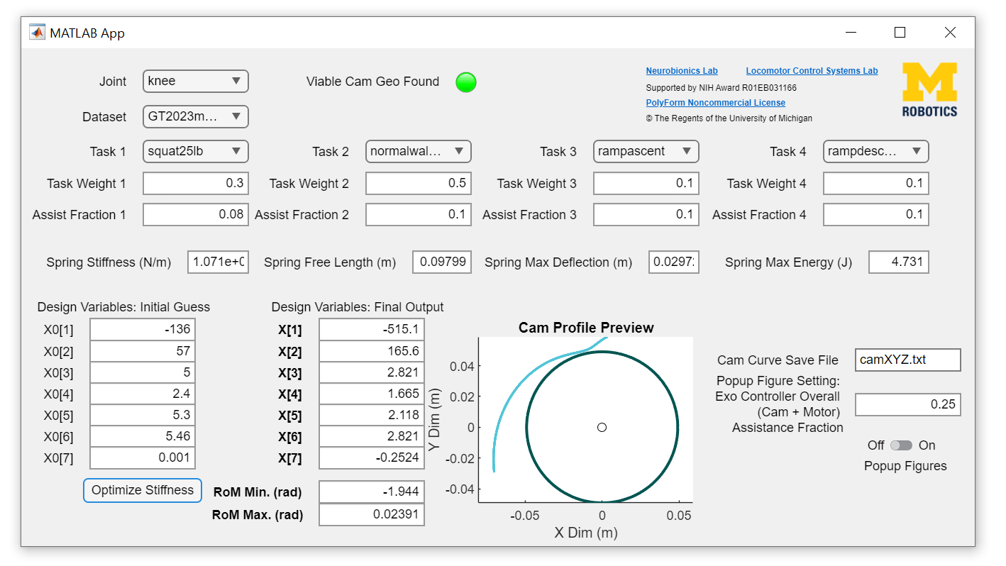 MATLAB App
Joint knee
Viable Cam Geo Found
Neurobionics Lab Locomotor Control Systems Lab
Supported by NIH Award R01EB031166
PolyForm Noncommercial License
© The Regents of the University of Michigan
M
ROBOTICS
Dataset GT2023m...
Task 1 squat25lb Task 2 normalwal... Task 3 rampascent Task 4 rampdesc...
Task Weight 1 0.3 Task Weight 2 0.5 Task Weight 3 0.1 Task Weight 4 0.1
Assist Fraction 1 0.08 Assist Fraction 2 0.1 Assist Fraction 3 0.1 Assist Fraction 4 0.1
Spring Stiffness (N/m) 1.071e+0 Spring Free Length (m) 0.09799 Spring Max Deflection (m) 0.0297 Spring Max Energy (J) 4.731
Design Variables: Initial Guess
X0[1] -136
X0[2] 57
X0[3] 5
X0[4] 2.4
X0[5] 5.3
X0[6] 5.46
X0[7] 0.001
Optimize Stiffness
Design Variables: Final Output
X[1] -515.1
X[2] 165.6
X[3] 2.821
X[4] 1.665
X[5] 2.118
X[6] 2.821
X[7] -0.2524
RoM Min. (rad) -1.944
RoM Max. (rad) 0.02391
Cam Profile Preview
Y Dim (m)
0.04
0.02
0
-0.02
-0.04
-0.05 0 0.05
X Dim (m)
Cam Curve Save File camXYZ.txt
Popup Figure Setting:
Exo Controller Overall
(Cam + Motor)
Assistance Fraction
0.25
Off On
Popup Figures